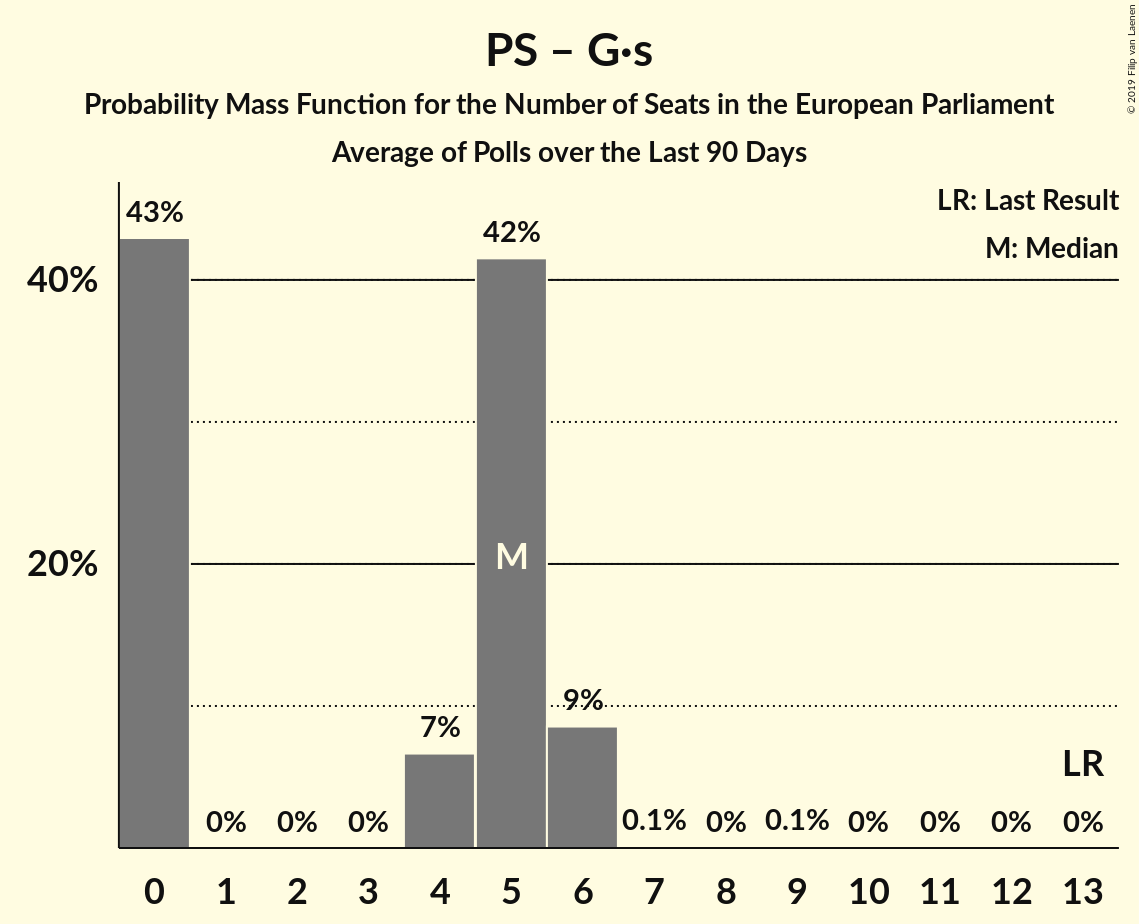 PS – G·s
Probability Mass Function for the Number of Seats in the European Parliament
Average of Polls over the Last 90 Days
© 2019 Filip van Laenen
LR: Last Result
M: Median
43%
42%
40%
M
20%
9%
7%
LR
0% 0% 0% 0.1% 0% 0.1% 0% 0% 0% 0%
0 1 2 3 4 5 6 7 8 9 10 11 12 13